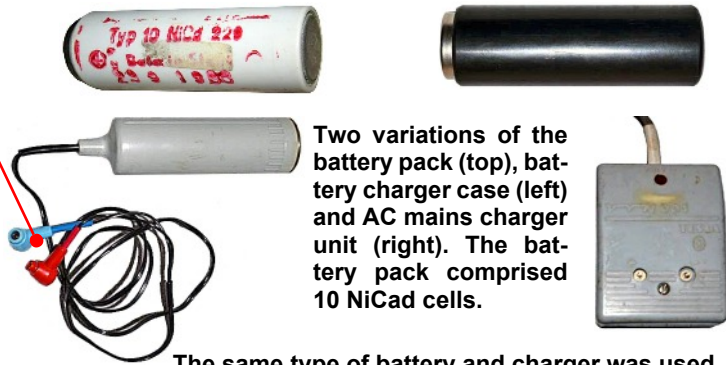 Typ 10 NiCd 220
Two variations of the
battery pack (top), bat-
tery charger case (left)
and AC mains charger
unit (right). The bat-
tery pack comprised
10 NiCad cells.
The same type of battery and charger was used